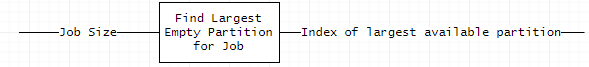 Job Size
Find Largest
Empty Partition
for Job
Index of largest available partition